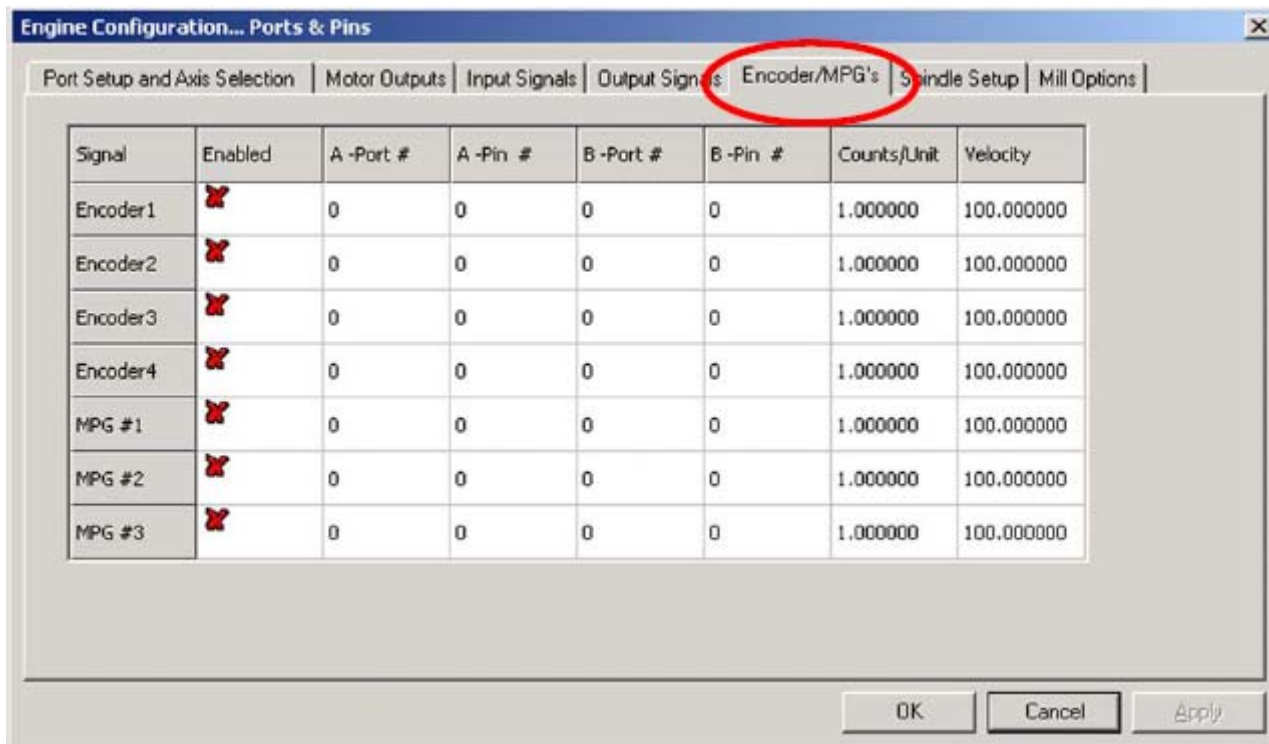 Engine Configuration... Ports & Pins
Port Setup and Axis Selection Motor Outputs Input Signals Output Signals Encoder/MPG's Spindle Setup Mill Options
Signal Enabled A -Port # A -Pin # B -Port # B -Pin # Counts/Unit Velocity
Encoder1 0 0 0 0 1.000000 100.000000
Encoder2 0 0 0 0 1.000000 100.000000
Encoder3 0 0 0 0 1.000000 100.000000
Encoder4 0 0 0 0 1.000000 100.000000
MPG #1 0 0 0 0 1.000000 100.000000
MPG #2 0 0 0 0 1.000000 100.000000
MPG #3 0 0 0 0 1.000000 100.000000
OK Cancel Apply